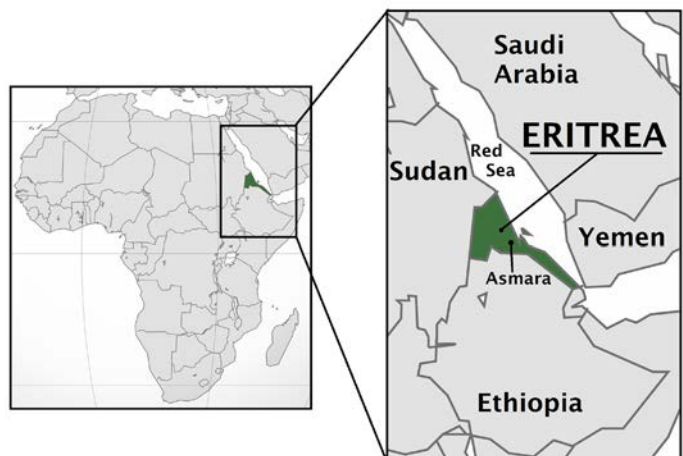 Saudi
Arabia
ERITREA
Red
Sea
Sudan
Yemen
Asmara
Ethiopia